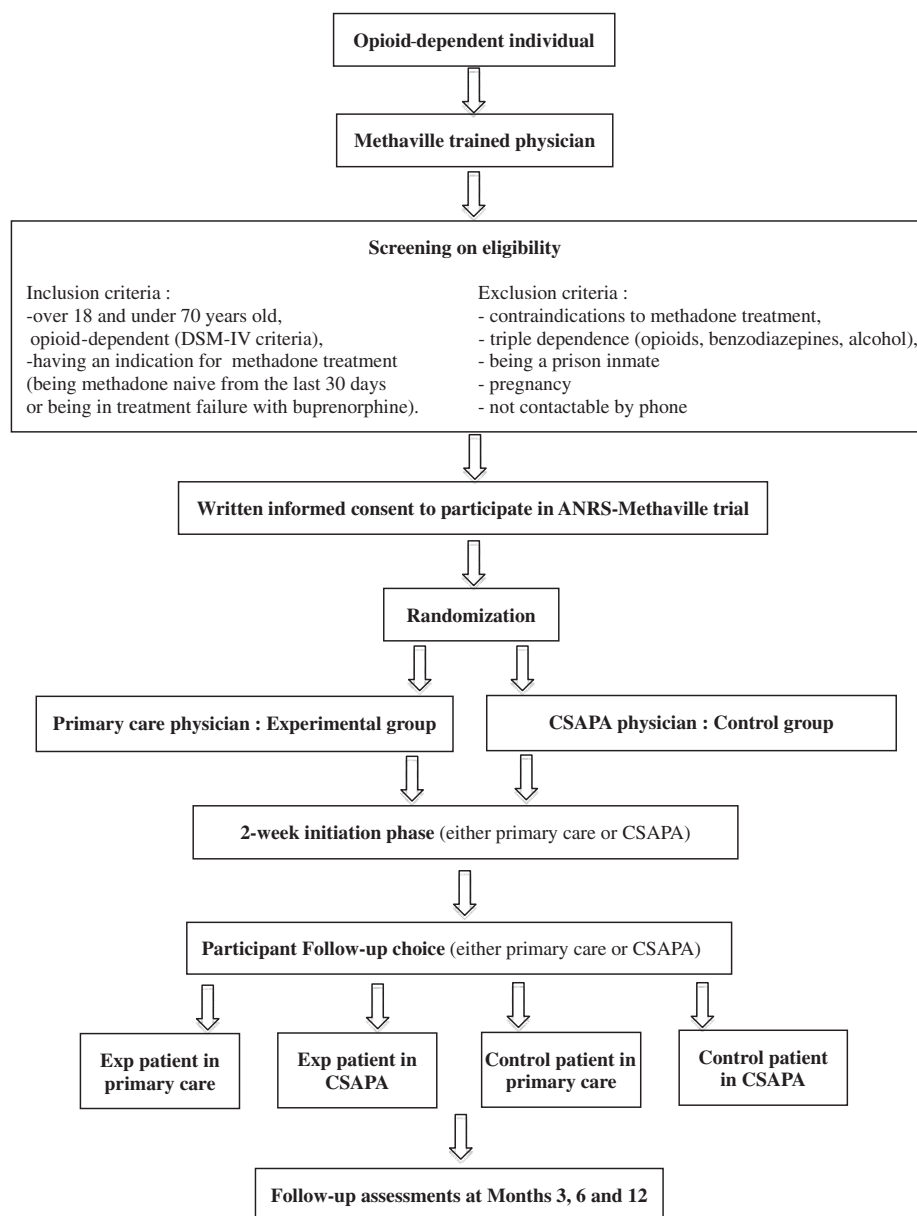 Opioid-dependent individual
Methaville trained physician
Screening on eligibility
Inclusion criteria :
-over 18 and under 70 years old,
opioid-dependent (DSM-IV criteria),
-having an indication for methadone treatment
(being methadone naive from the last 30 days
or being in treatment failure with buprenorphine).
Exclusion criteria :
- contraindications to methadone treatment,
- triple dependence (opioids, benzodiazepines, alcohol),
- being a prison inmate
- pregnancy
- not contactable by phone
Written informed consent to participate in ANRS-Methaville trial
Randomization
Primary care physician : Experimental group
CSAPA physician : Control group
2-week initiation phase (either primary care or CSAPA)
Participant Follow-up choice (either primary care or CSAPA)
Exp patient in
primary care
Exp patient in
CSAPA
Control patient in
primary care
Control patient
in CSAPA
Follow-up assessments at Months 3, 6 and 12